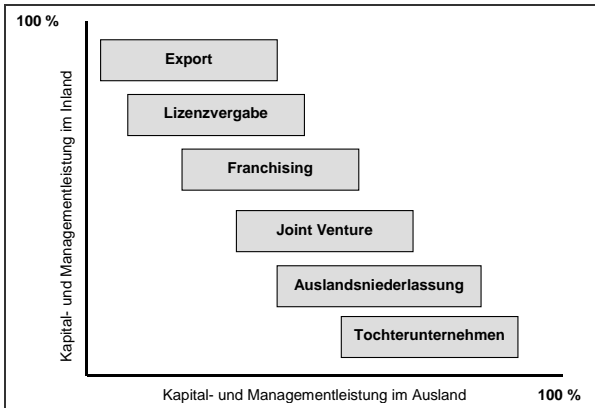 100 %
Kapital- und Managementleistung im Inland
Export
Lizenzvergabe
Franchising
Joint Venture
Auslandsniederlassung
Tochterunternehmen
Kapital- und Managementleistung im Ausland
100 %